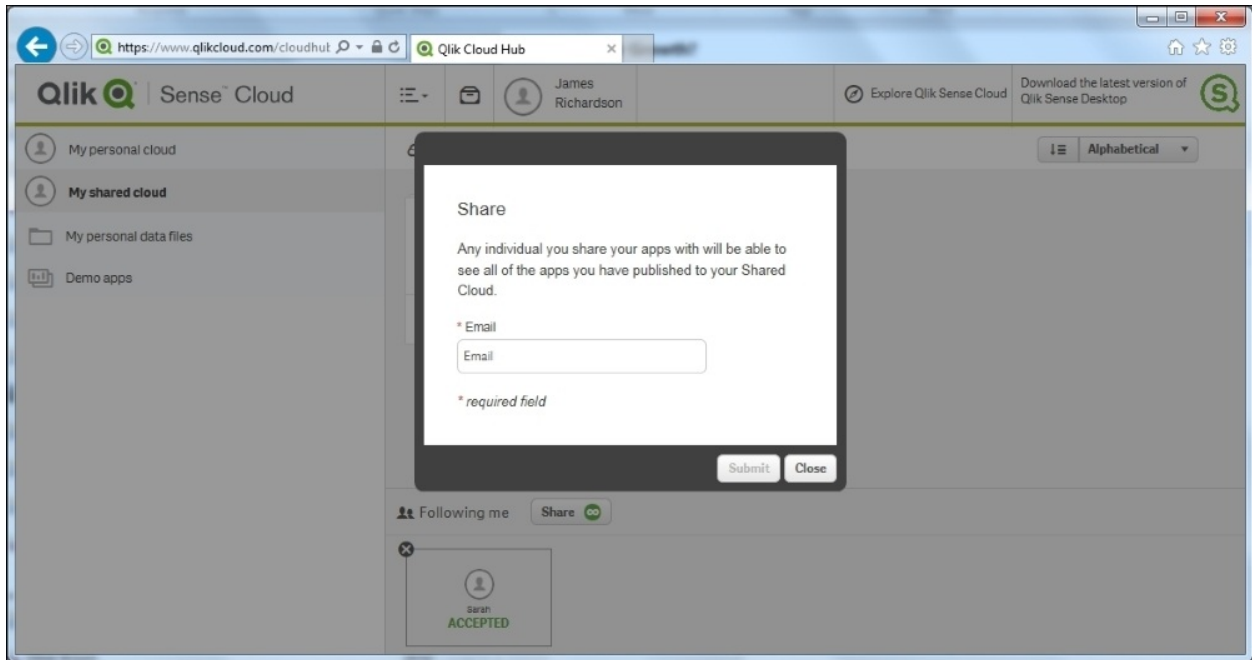 https://www.qlikcloud.com/cloudhub
Qlik Cloud Hub
Qlik Sense™ Cloud
James
Richardson
Explore Qlik Sense Cloud
Download the latest version of
Qlik Sense Desktop
My personal cloud
My shared cloud
My personal data files
Demo apps
Alphabetical
Share
Any individual you share your apps with will be able to
see all of the apps you have published to your Shared
Cloud.
* Email
Email
* required field
Submit
Close
Following me
Share
Sarah
ACCEPTED